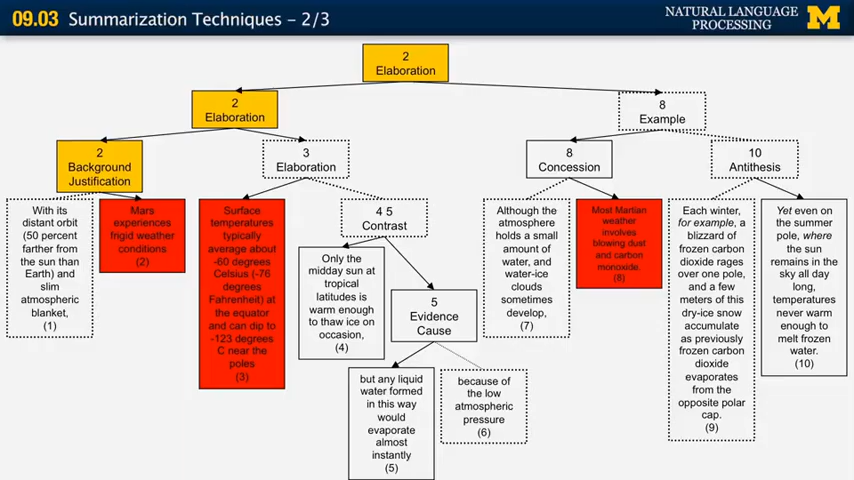 09.03 Summarization Techniques – 2/3
NATURAL LANGUAGE
PROCESSING
M
2
Elaboration
2
Elaboration
8
Example
2
Background
Justification
3
Elaboration
8
Concession
10
Antithesis
With its
distant orbit
(50 percent
farther from
the sun than
Earth) and
slim
atmospheric
blanket,
(1)
Mars
experiences
frigid weather
conditions
(2)
Surface
temperatures
typically
average about
-60 degrees
Celsius (-76
degrees
Fahrenheit) at
the equator
and can dip to
-123 degrees
C near the
poles
(3)
4 5
Contrast
Only the
midday sun at
tropical
latitudes is
warm enough
to thaw ice on
occasion,
(4)
5
Evidence
Cause
but any liquid
water formed
in this way
would
evaporate
almost
instantly
(5)
because of
the low
atmospheric
pressure
(6)
Although the
atmosphere
holds a small
amount of
water, and
water-ice
clouds
sometimes
develop,
(7)
Most Martian
weather
involves
blowing dust
and carbon
monoxide.
(8)
Each winter,
for example, a
blizzard of
frozen carbon
dioxide rages
over one pole,
and a few
meters of this
dry-ice snow
accumulate
as previously
frozen carbon
dioxide
evaporates
from the
opposite polar
cap.
(9)
Yet even on
the summer
pole, where
the sun
remains in the
sky all day
long,
temperatures
never warm
enough to
melt frozen
water.
(10)